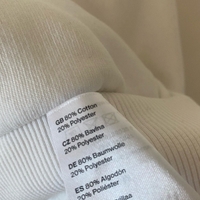 GB 80% Cotton
20% Polyester
CZ 80% Bavlna
20% Polyester
DE 80% Baumwolle
20% Polyester
ES 80% Algodón
20% Poliéster